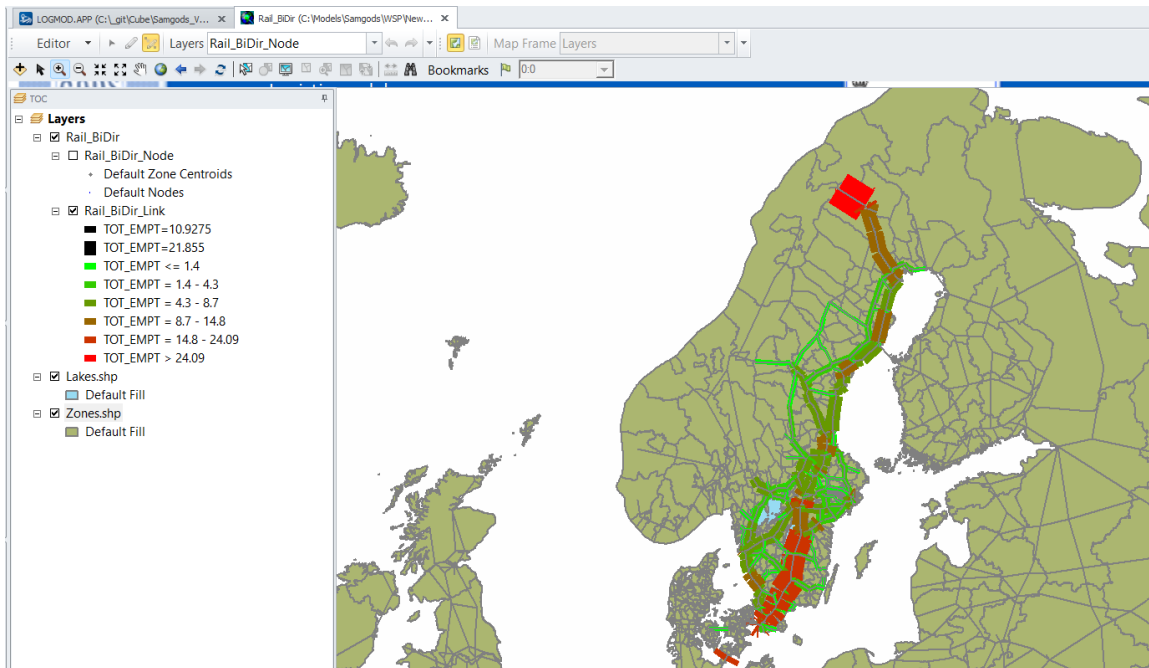 LOGMOD.APP (C:\_git\Cube\Samgods_V... ×
Rail_BiDir (C:\Models\Samgods\WSP\New... ×
Editor Layers Rail_BiDir_Node Map Frame Layers
Bookmarks 0:0
TOC
Layers
Rail_BiDir
Rail_BiDir_Node
Default Zone Centroids
Default Nodes
Rail_BiDir_Link
TOT_EMPT=10.9275
TOT_EMPT=21.855
TOT_EMPT <= 1.4
TOT_EMPT = 1.4 - 4.3
TOT_EMPT = 4.3 - 8.7
TOT_EMPT = 8.7 - 14.8
TOT_EMPT = 14.8 - 24.09
TOT_EMPT > 24.09
Lakes.shp
Default Fill
Zones.shp
Default Fill